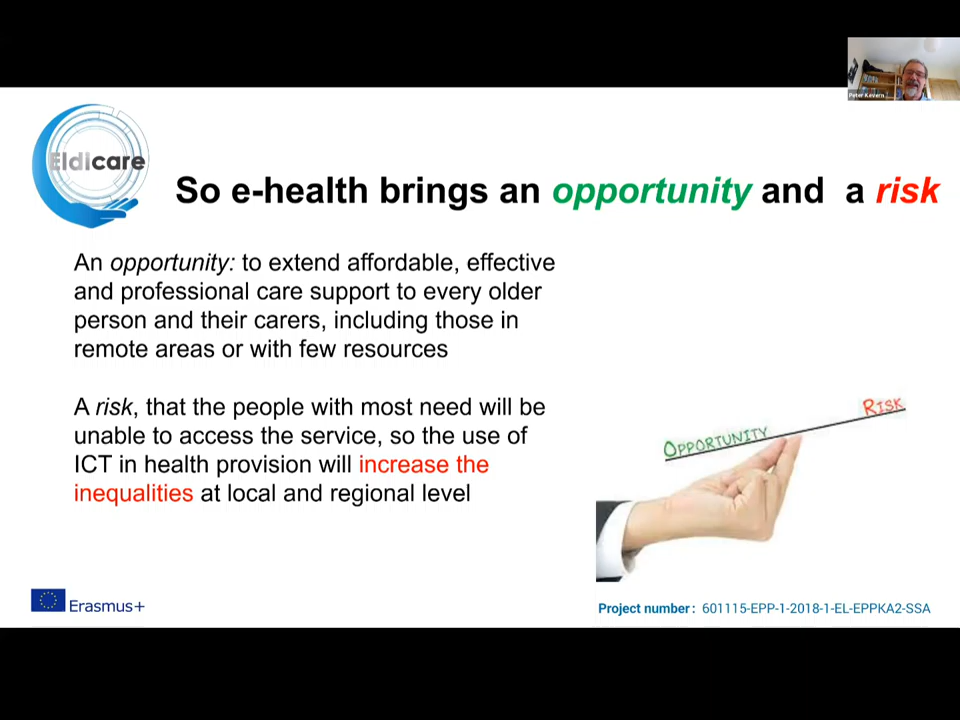 Peter Kevern
Eldicare
So e-health brings an opportunity and a risk
An opportunity: to extend affordable, effective
and professional care support to every older
person and their carers, including those in
remote areas or with few resources
A risk, that the people with most need will be
unable to access the service, so the use of
ICT in health provision will increase the
inequalities at local and regional level
OPPORTUNITY
RISK
Erasmus+
Project number: 601115-EPP-1-2018-1-EL-EPPKA2-SSA